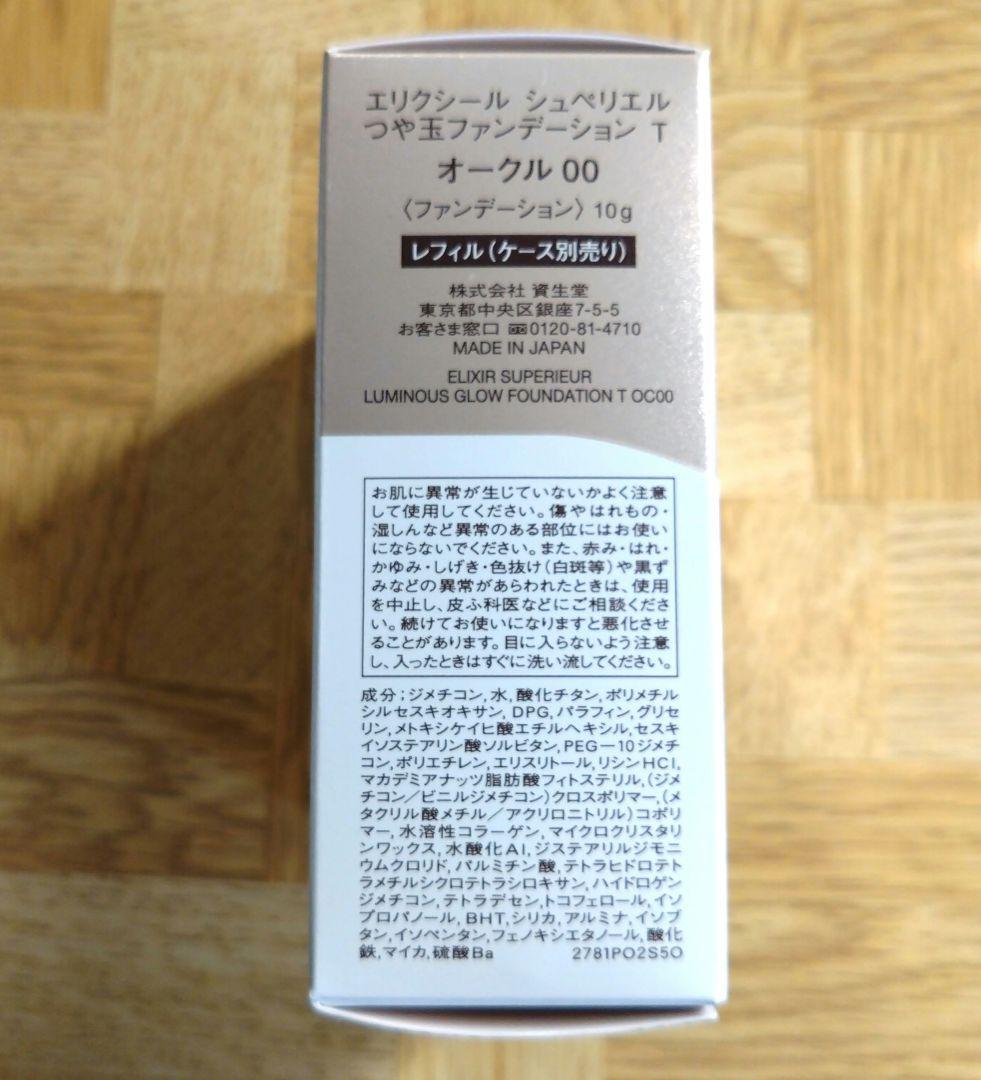 エリクシール シュペリエル
つや玉ファンデーション T
オークル 00
〈ファンデーション〉10g
レフィル(ケース別売り)
株式会社 資生堂
東京都中央区銀座7-5-5
お客さま窓口 0120-81-4710
MADE IN JAPAN
ELIXIR SUPERIEUR
LUMINOUS GLOW FOUNDATION T OC00
お肌に異常が生じていないかよく注意
して使用してください。傷やはれもの・
湿しんなど異常のある部位にはお使い
にならないでください。また、赤み・はれ・
かゆみ・しげき・色抜け(白斑等)や黒ず
みなどの異常があらわれたときは、使用
を中止し、皮ふ科医などにご相談くださ
い。続けてお使いになりますと悪化させ
ることがあります。目に入らないよう注意
し、入ったときはすぐに洗い流してください。
成分;ジメチコン,水,酸化チタン,ポリメチル
シルセスキオキサン,DPG,パラフィン,グリセ
リン,メトキシケイヒ酸エチルヘキシル,セスキ
イソステアリン酸ソルビタン,PEG-10ジメチ
コン,ポリエチレン,エリスリトール,リシンHCl,
マカデミアナッツ脂肪酸フィトステリル,(ジメ
チコン/ビニルジメチコン)クロスポリマー,(メ
タクリル酸メチル/アクリロニトリル)コポリ
マー,水溶性コラーゲン,マイクロクリスタリ
ンワックス,水酸化Al,ジステアリルジモニ
ウムクロリド,パルミチン酸,テトラヒドロテト
ラメチルシクロテトラシロキサン,ハイドロゲン
ジメチコン,テトラデセン,トコフェロール,イソ
プロパノール,BHT,シリカ,アルミナ,イソブ
タン,イソペンタン,フェノキシエタノール,酸化
鉄,マイカ,硫酸Ba 2781PO2S5O